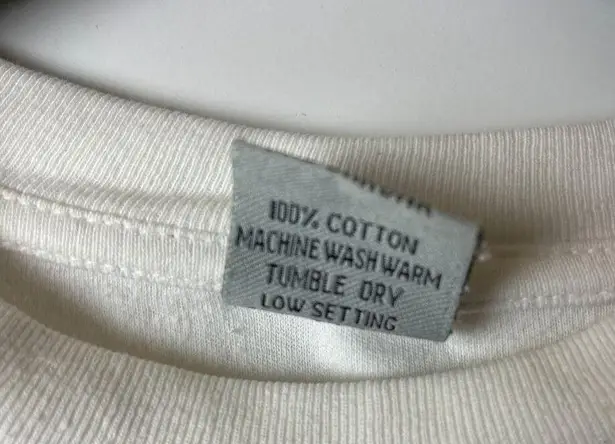 100% COTTON
MACHINE WASH WARM
TUMBLE DRY
LOW SETTING